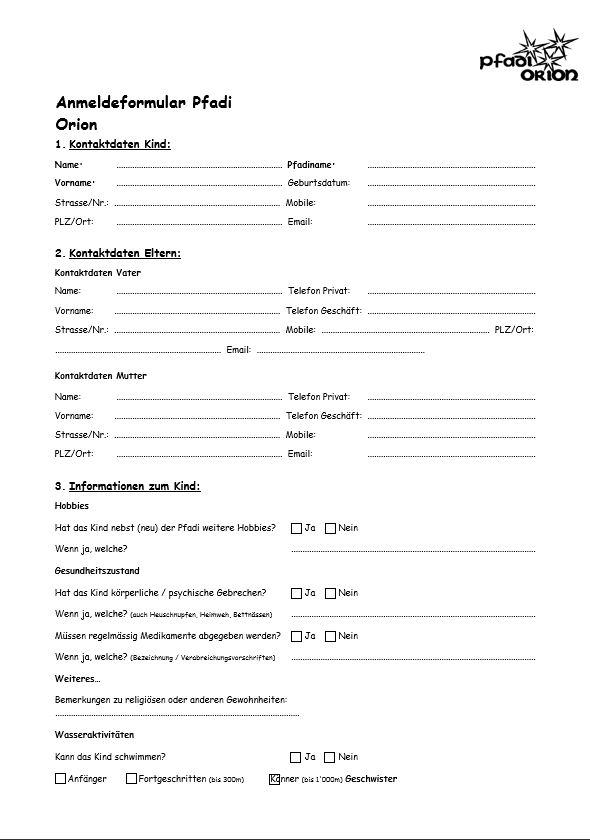 pfadi
ORION
Anmeldeformular Pfadi
Orion
1. Kontaktdaten Kind:
Name: ........................ Pfadiname: ........................
Vorname: ........................ Geburtsdatum: ........................
Strasse/Nr.: ........................ Mobile: ........................
PLZ/Ort: ........................ Email: ........................
2. Kontaktdaten Eltern:
Kontaktdaten Vater
Name: ........................ Telefon Privat: ........................
Vorname: ........................ Telefon Geschäft: ........................
Strasse/Nr.: ........................ Mobile: ........................ PLZ/Ort:
........................ Email: ........................
Kontaktdaten Mutter
Name: ........................ Telefon Privat: ........................
Vorname: ........................ Telefon Geschäft: ........................
Strasse/Nr.: ........................ Mobile: ........................
PLZ/Ort: ........................ Email: ........................
3. Informationen zum Kind:
Hobbies
Hat das Kind nebst (neu) der Pfadi weitere Hobbies? ☐ Ja ☐ Nein
Wenn ja, welche? ........................
Gesundheitszustand
Hat das Kind körperliche / psychische Gebrechen? ☐ Ja ☐ Nein
Wenn ja, welche? (auch Heuschnupfen, Heimweh, Bettnässen) ........................
Müssen regelmässig Medikamente abgegeben werden? ☐ Ja ☐ Nein
Wenn ja, welche? (Bezeichnung / Verabreichungsvorschriften) ........................
Weiteres…
Bemerkungen zu religiösen oder anderen Gewohnheiten:
........................
Wasseraktivitäten
Kann das Kind schwimmen? ☐ Ja ☐ Nein
☐ Anfänger ☐ Fortgeschritten (bis 300m) ☐ Könner (bis 1'000m) Geschwister